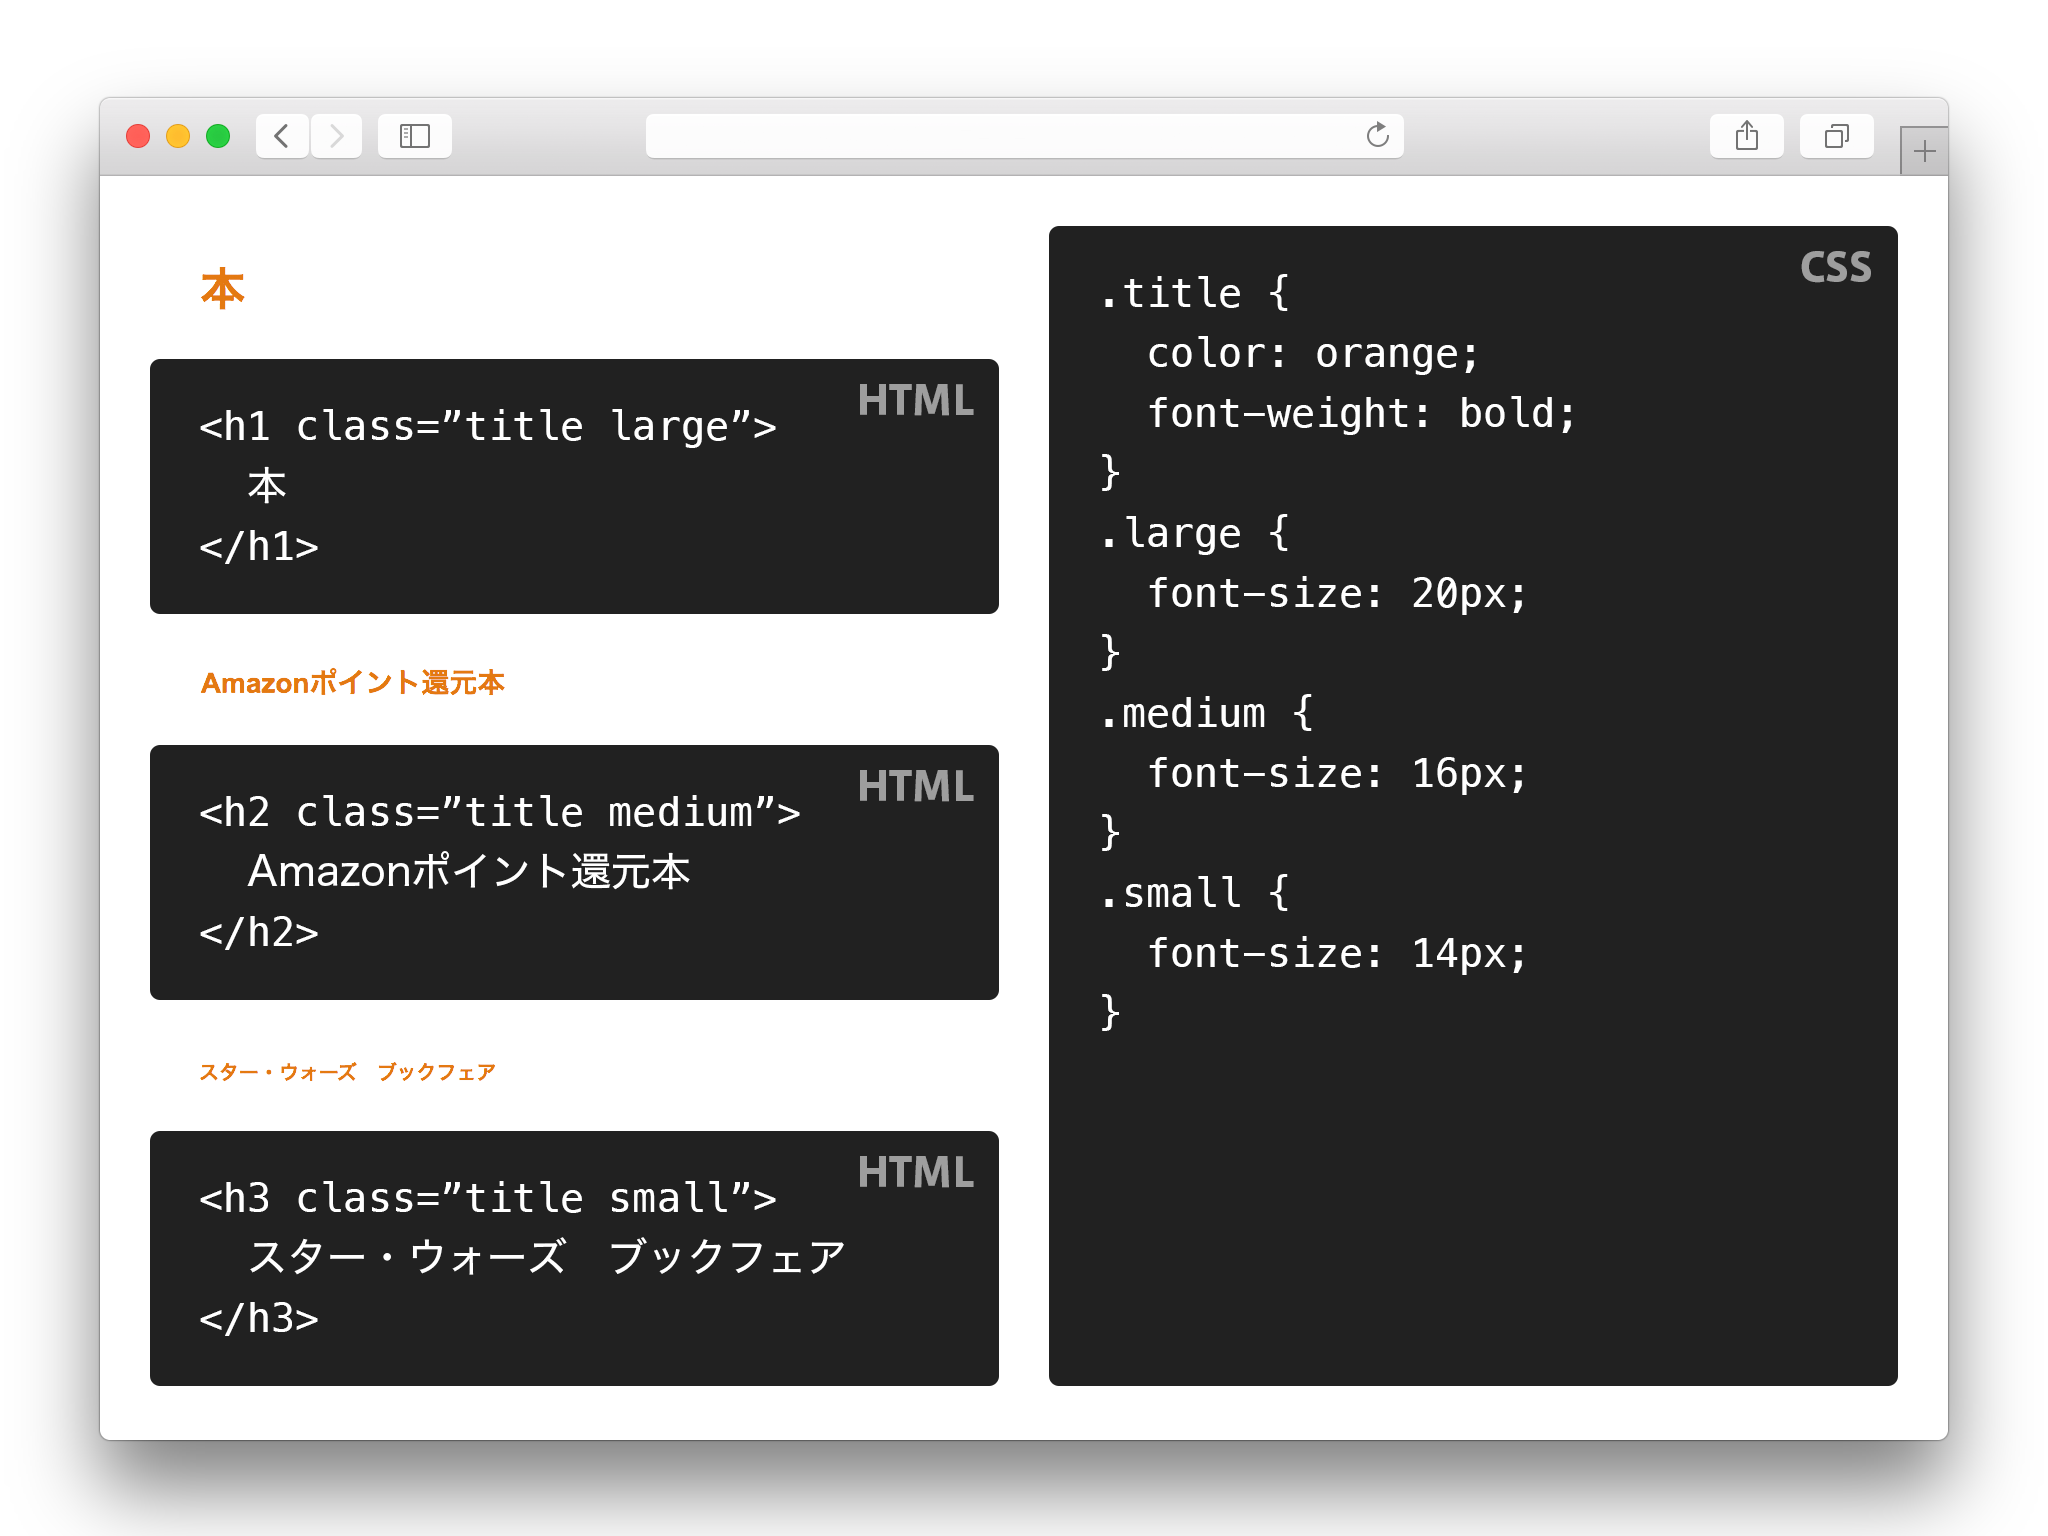 本
HTML
<h1 class=”title large”>
本
</h1>
Amazonポイント還元本
HTML
<h2 class=”title medium”>
Amazonポイント還元本
</h2>
スター・ウォーズ　ブックフェア
HTML
<h3 class=”title small”>
スター・ウォーズ　ブックフェア
</h3>
CSS
.title {
color: orange;
font-weight: bold;
}
.large {
font-size: 20px;
}
.medium {
font-size: 16px;
}
.small {
font-size: 14px;
}